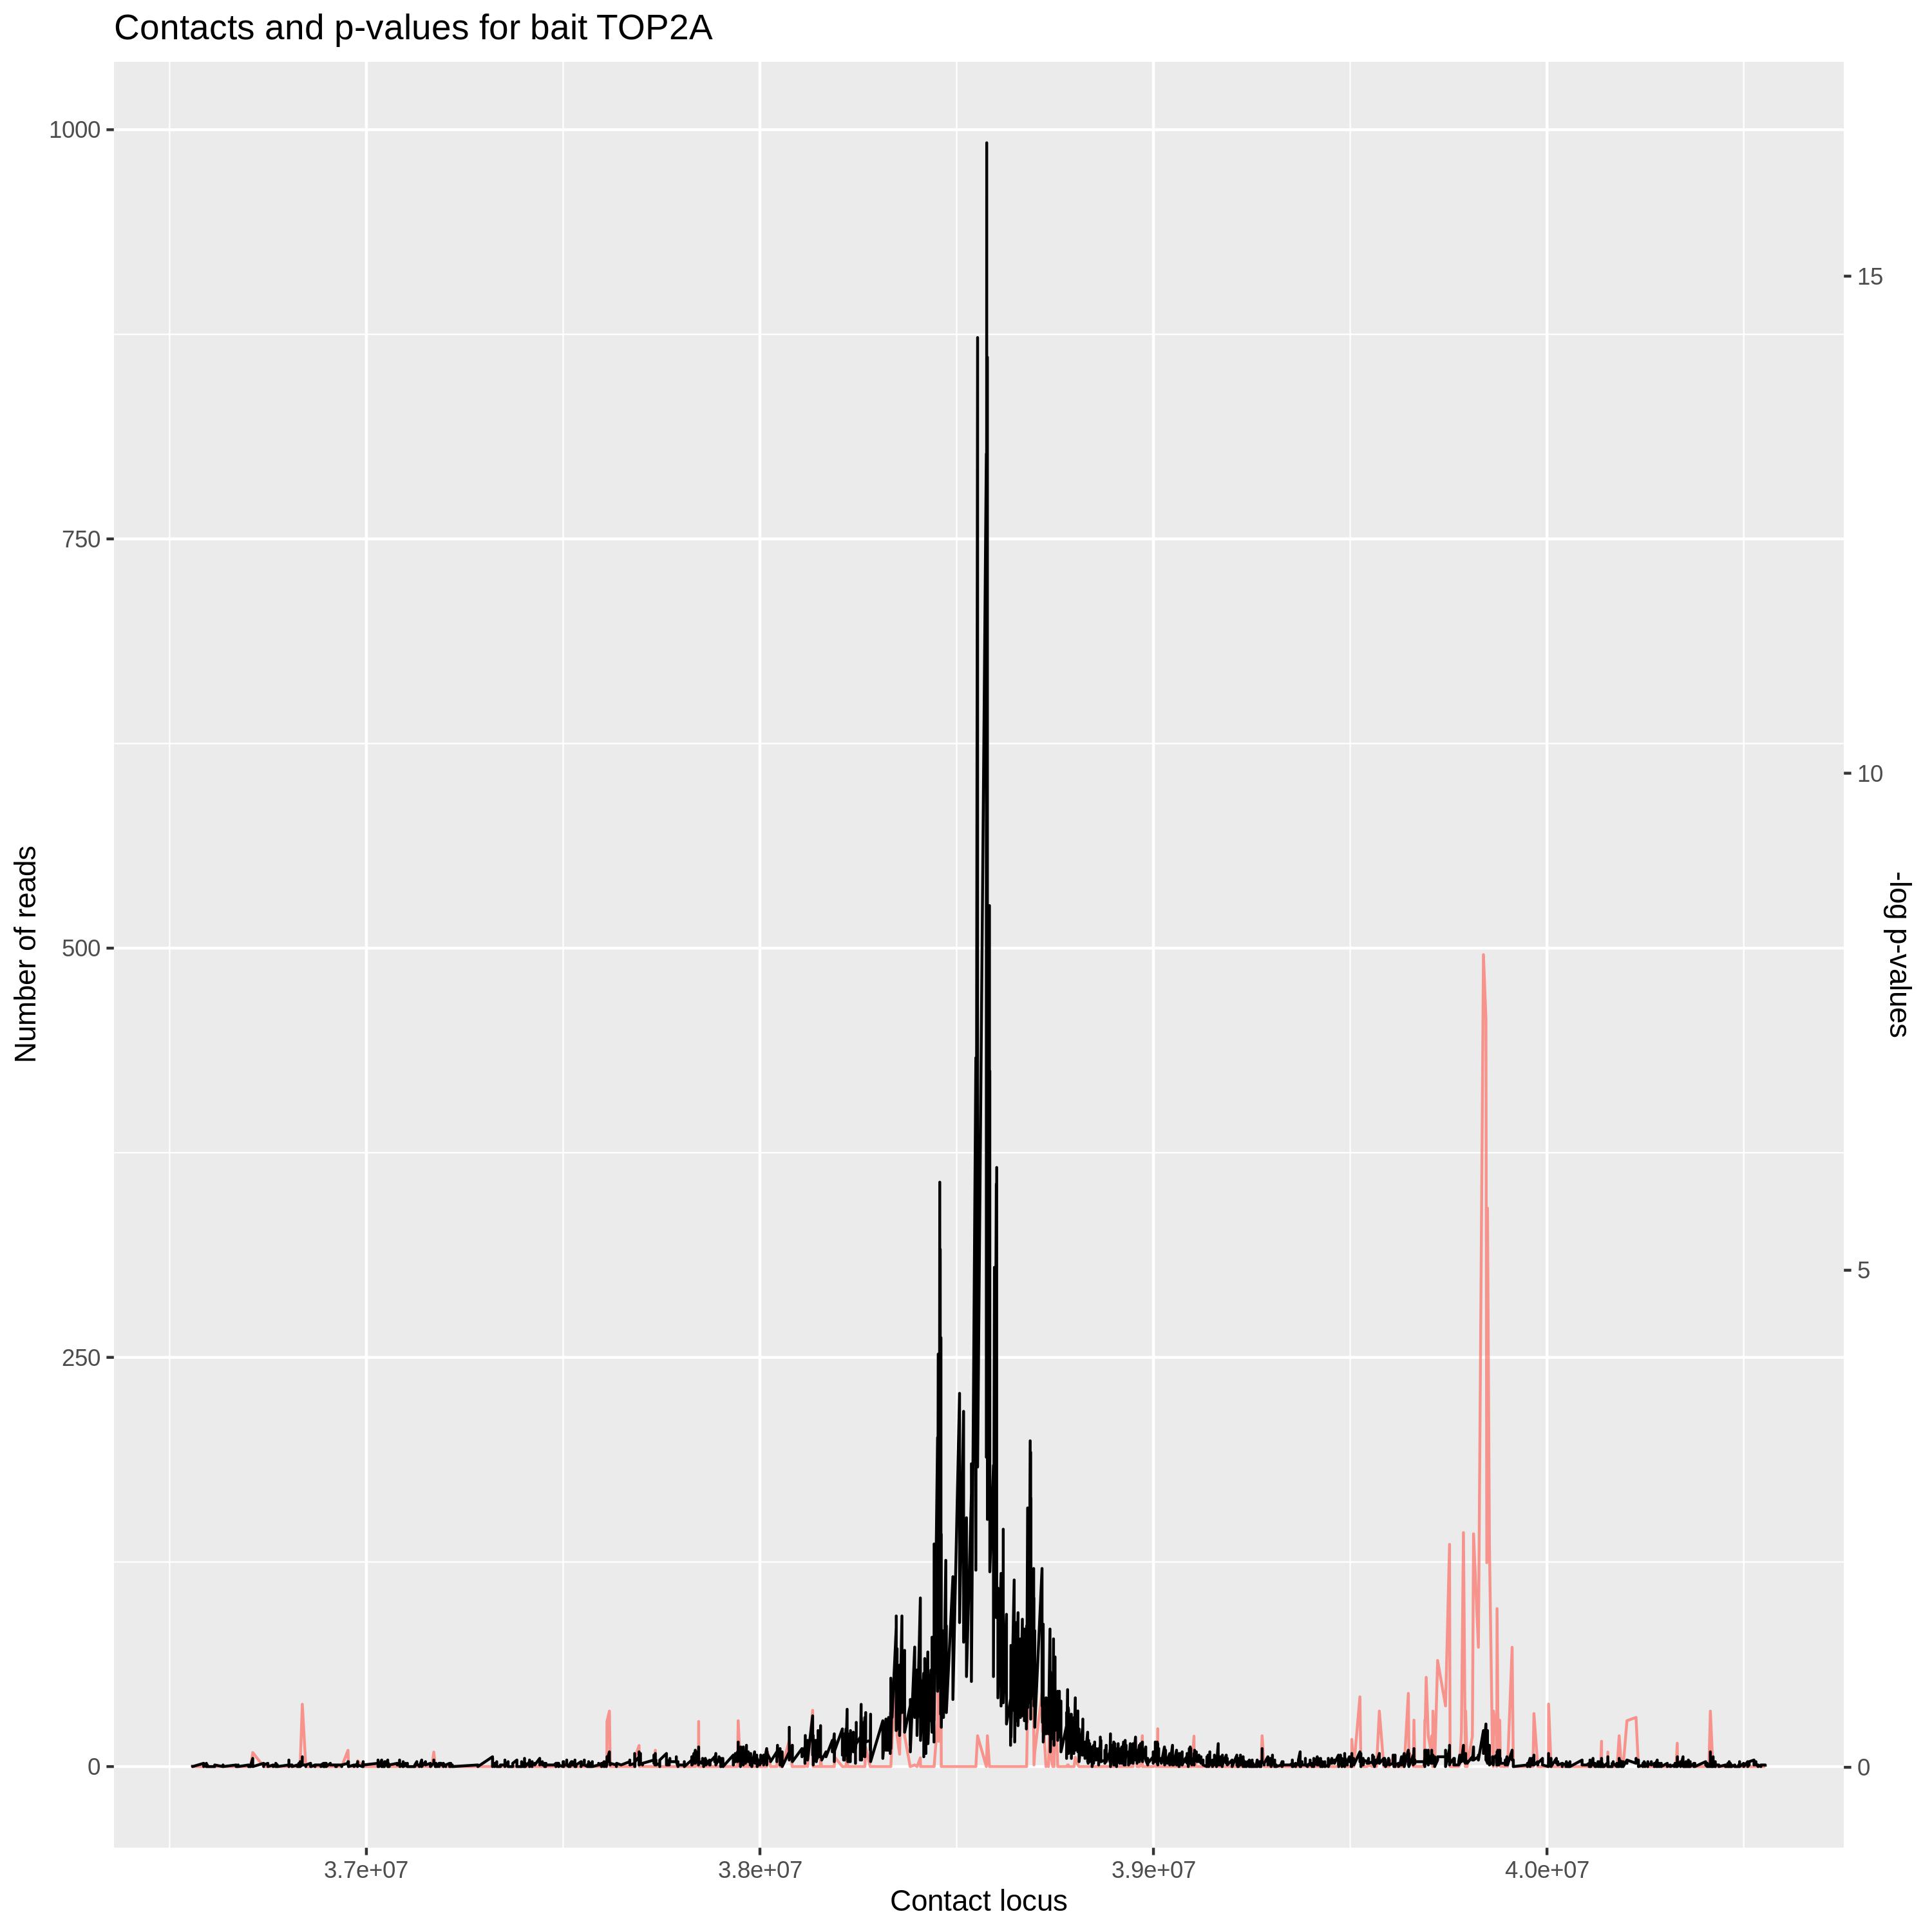 Contacts and p-values for bait TOP2A
1000
750
500
250
0
Number of reads
15
10
5
0
-log p-values
3.7e+07
3.8e+07
3.9e+07
4.0e+07
Contact locus